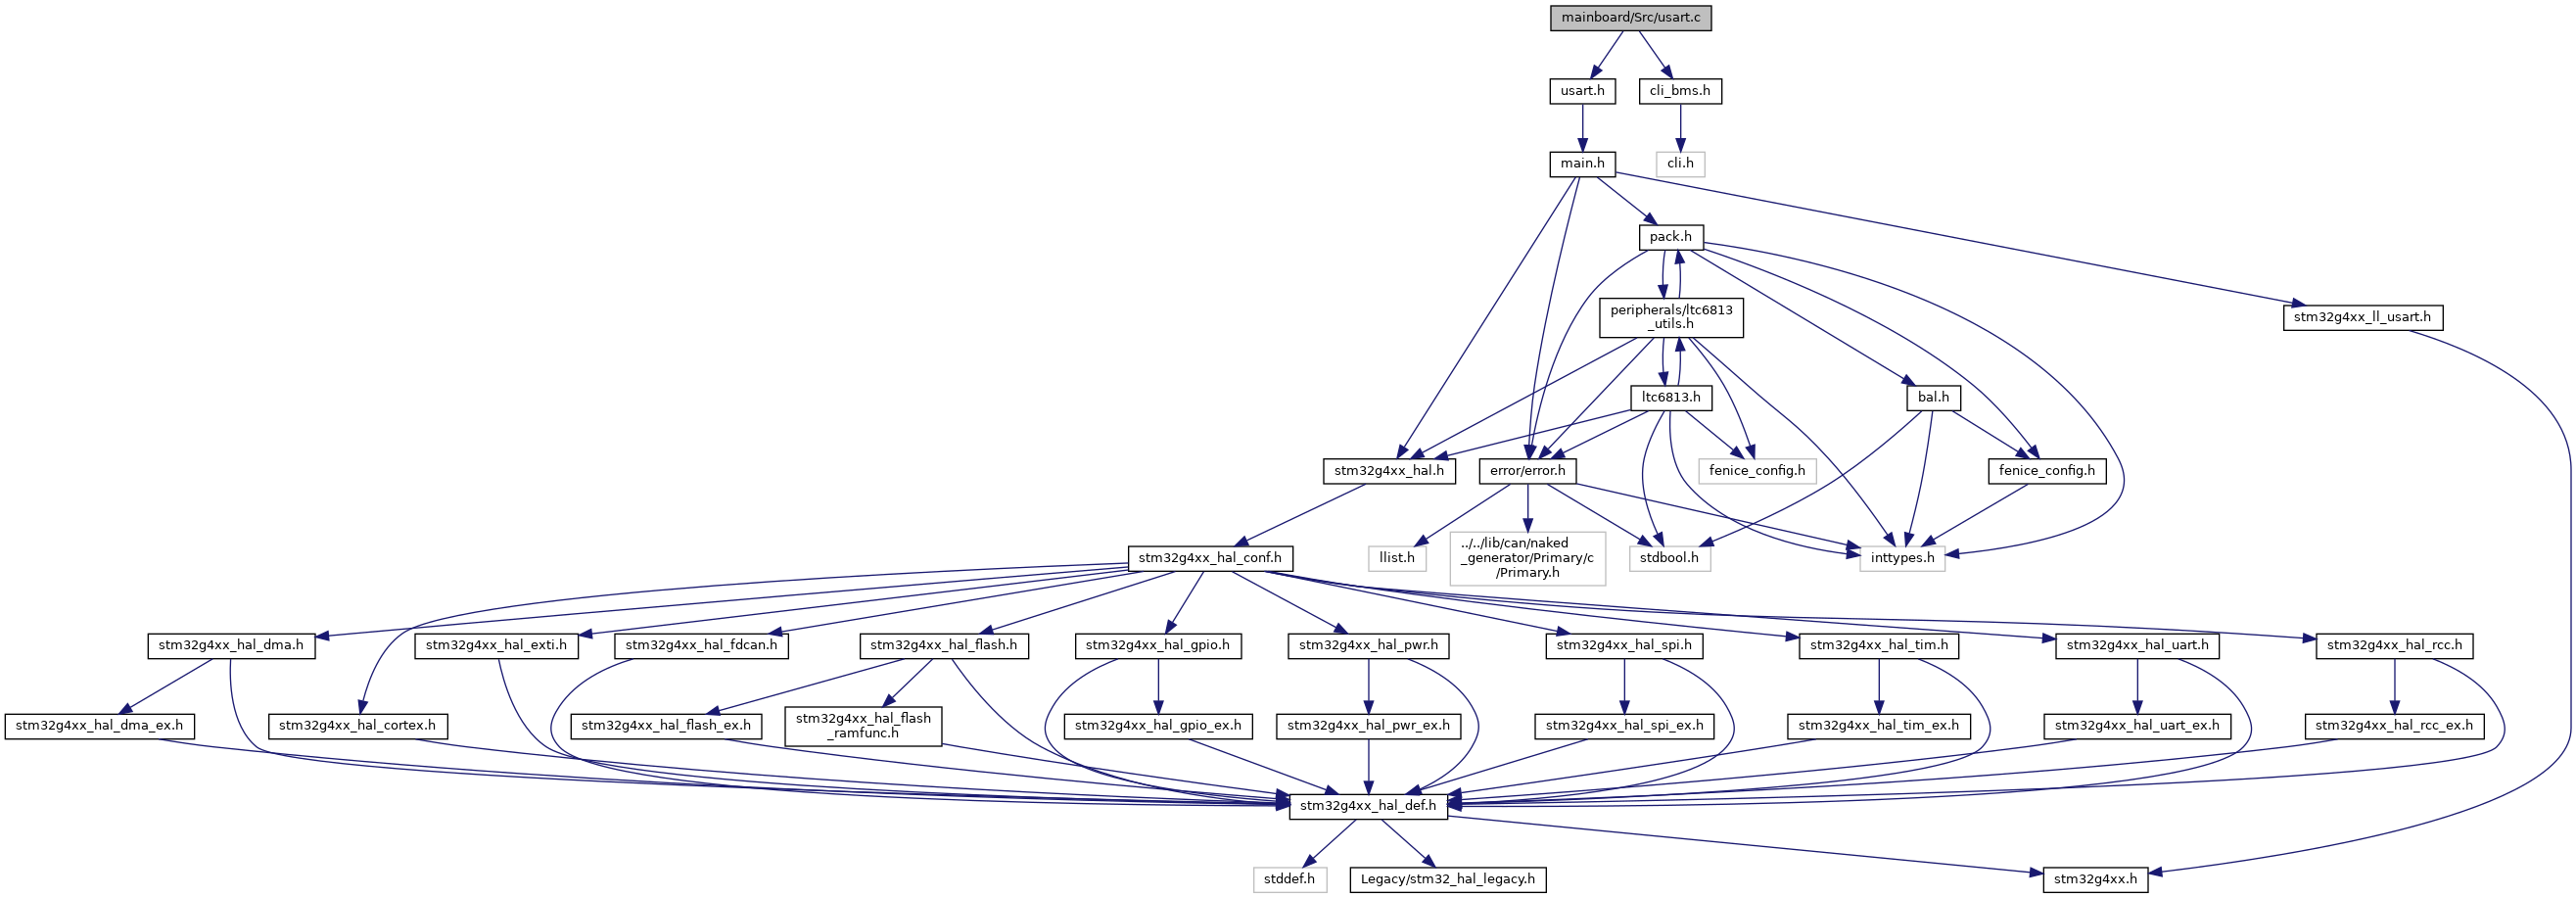 mainboard/Src/usart.c
usart.h
cli_bms.h
main.h
cli.h
pack.h
peripherals/ltc6813
_utils.h
stm32g4xx_ll_usart.h
ltc6813.h
bal.h
stm32g4xx_hal.h
error/error.h
fenice_config.h
fenice_config.h
stm32g4xx_hal_conf.h
llist.h
../../lib/can/naked
_generator/Primary/c
/Primary.h
stdbool.h
inttypes.h
stm32g4xx_hal_dma.h
stm32g4xx_hal_exti.h
stm32g4xx_hal_fdcan.h
stm32g4xx_hal_flash.h
stm32g4xx_hal_gpio.h
stm32g4xx_hal_pwr.h
stm32g4xx_hal_spi.h
stm32g4xx_hal_tim.h
stm32g4xx_hal_uart.h
stm32g4xx_hal_rcc.h
stm32g4xx_hal_dma_ex.h
stm32g4xx_hal_cortex.h
stm32g4xx_hal_flash_ex.h
stm32g4xx_hal_flash
_ramfunc.h
stm32g4xx_hal_gpio_ex.h
stm32g4xx_hal_pwr_ex.h
stm32g4xx_hal_spi_ex.h
stm32g4xx_hal_tim_ex.h
stm32g4xx_hal_uart_ex.h
stm32g4xx_hal_rcc_ex.h
stm32g4xx_hal_def.h
stddef.h
Legacy/stm32_hal_legacy.h
stm32g4xx.h